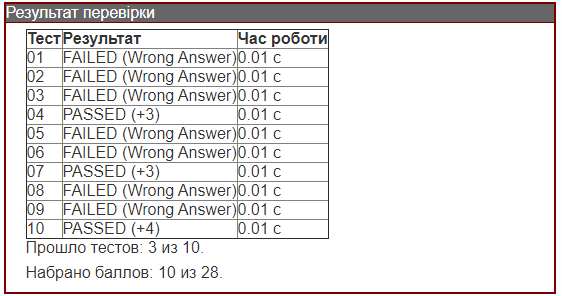 Результат перевірки
Тест Результат Час роботи
01 FAILED (Wrong Answer) 0.01 с
02 FAILED (Wrong Answer) 0.01 с
03 FAILED (Wrong Answer) 0.01 с
04 PASSED (+3) 0.01 с
05 FAILED (Wrong Answer) 0.01 с
06 FAILED (Wrong Answer) 0.01 с
07 PASSED (+3) 0.01 с
08 FAILED (Wrong Answer) 0.01 с
09 FAILED (Wrong Answer) 0.01 с
10 PASSED (+4) 0.01 с
Прошло тестов: 3 из 10.
Набрано баллов: 10 из 28.